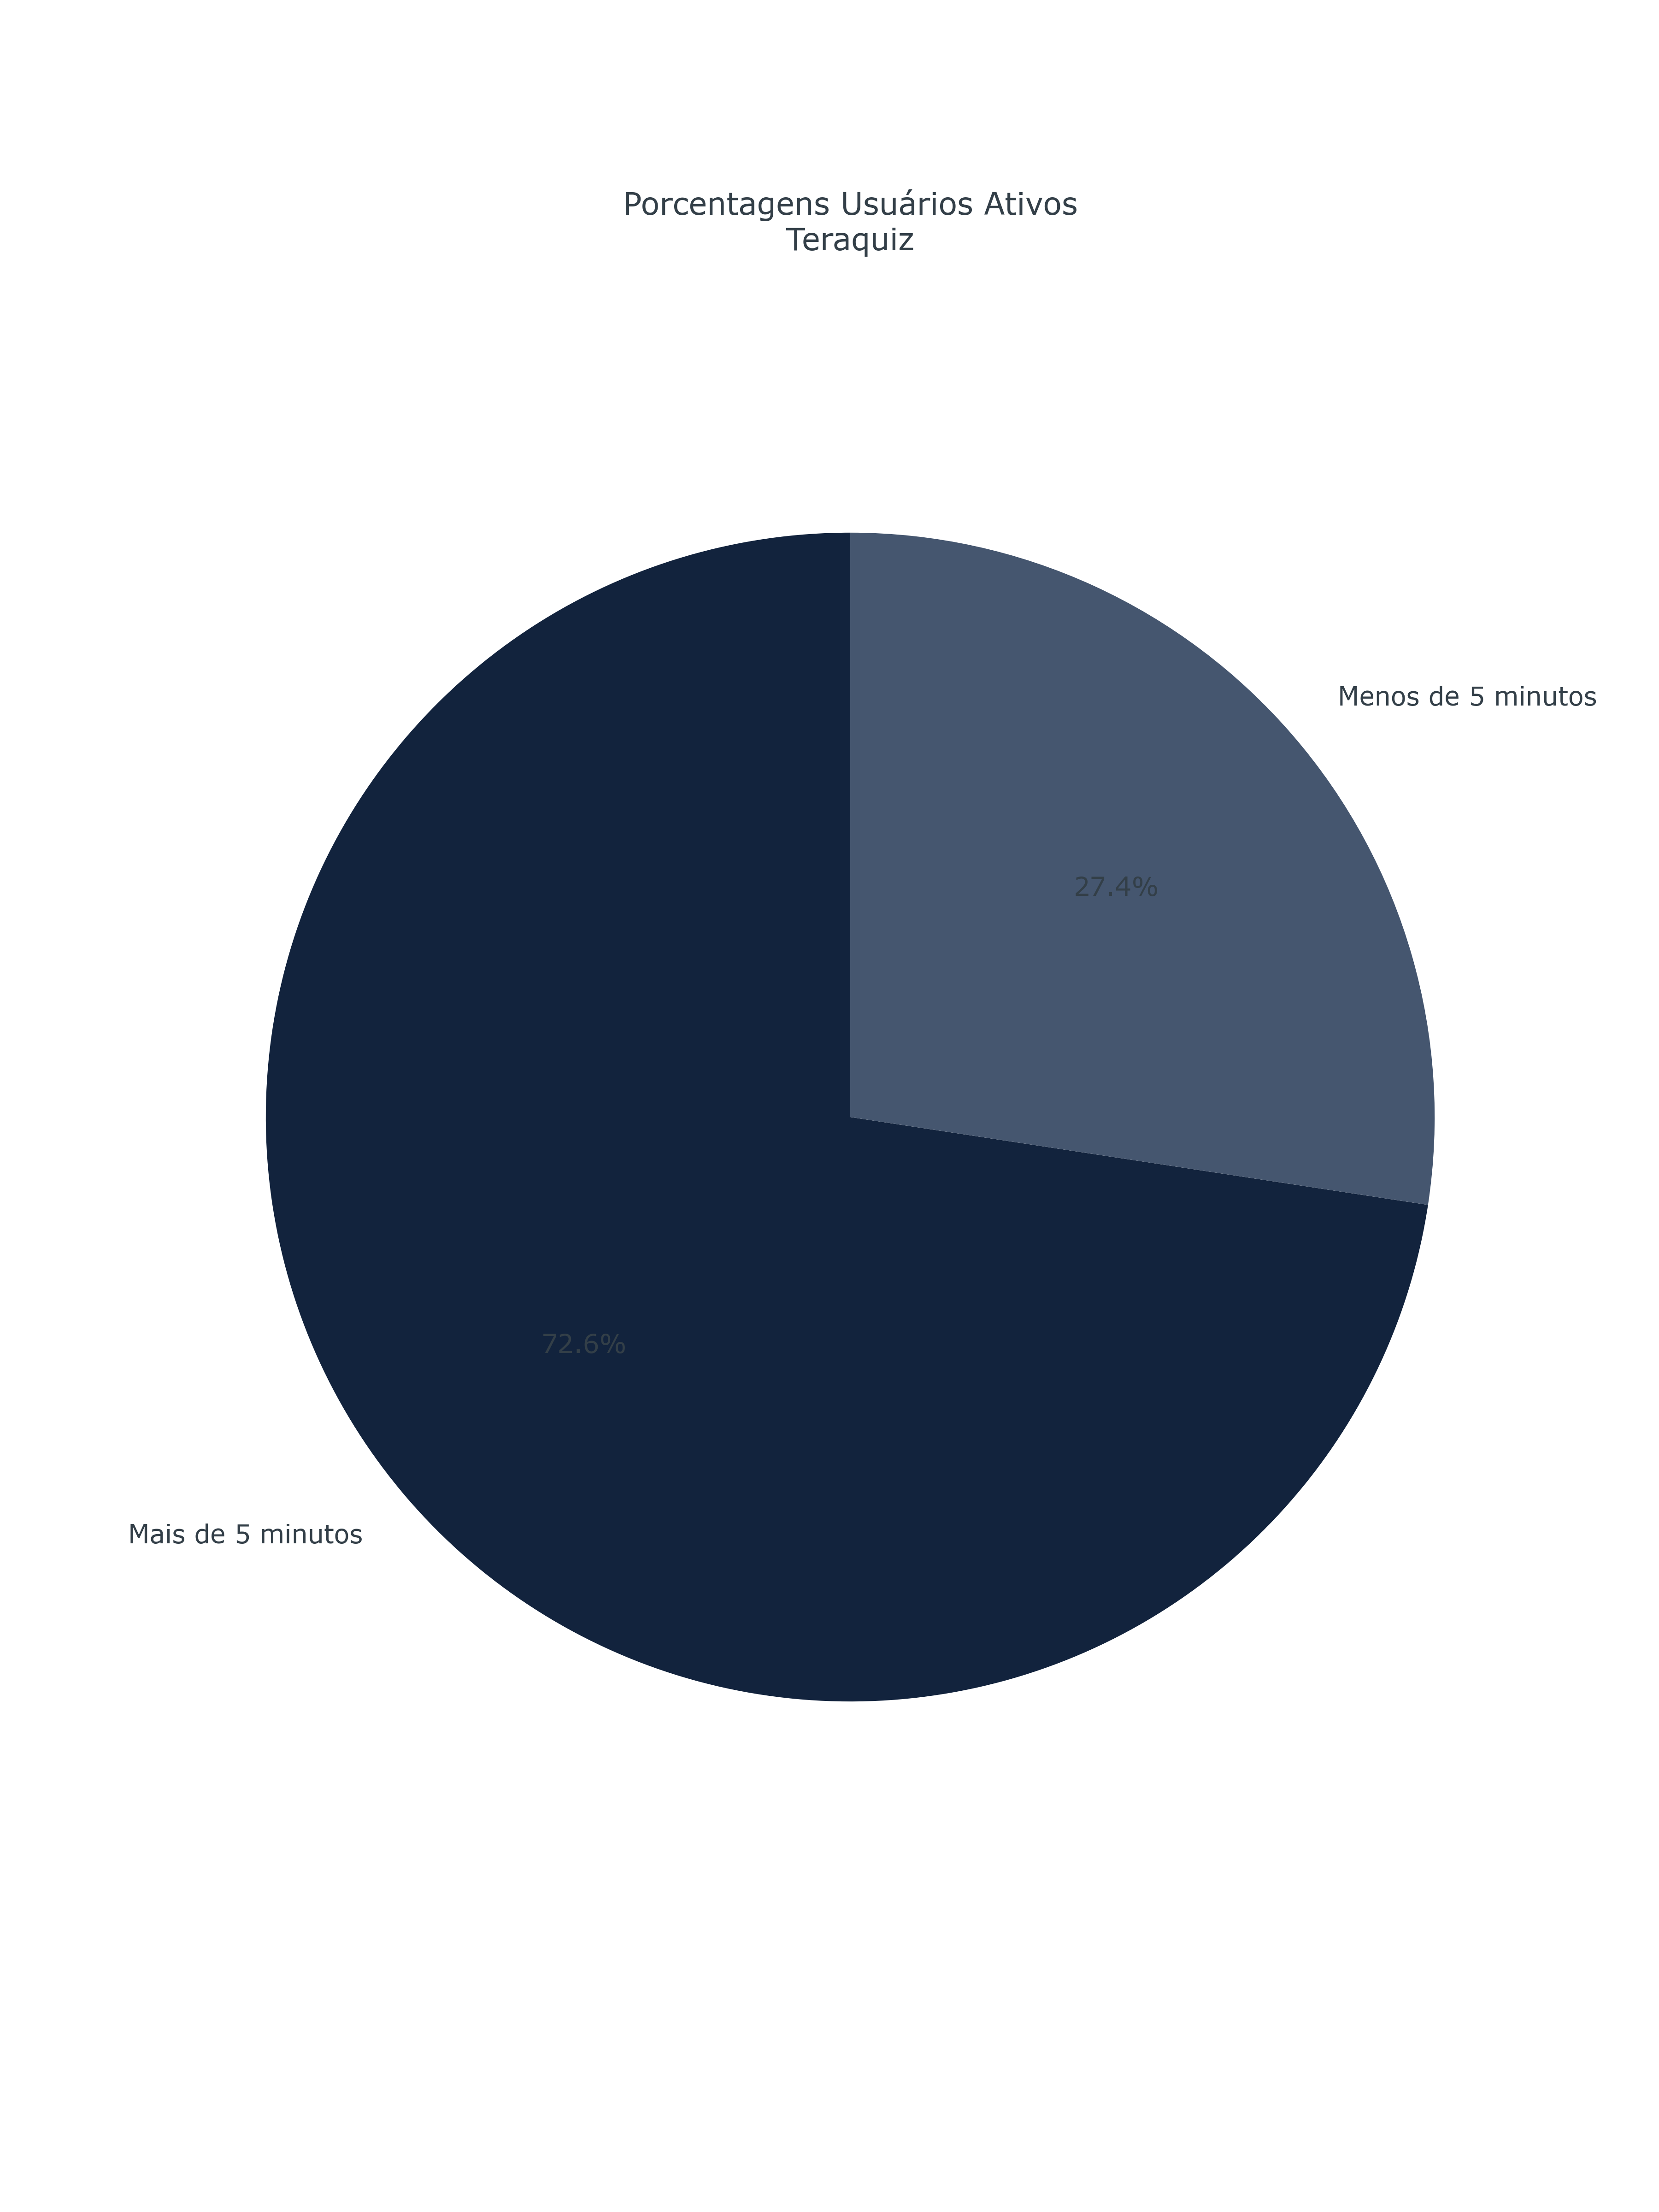 Porcentagens Usuários Ativos
Teraquiz
Menos de 5 minutos
27.4%
72.6%
Mais de 5 minutos